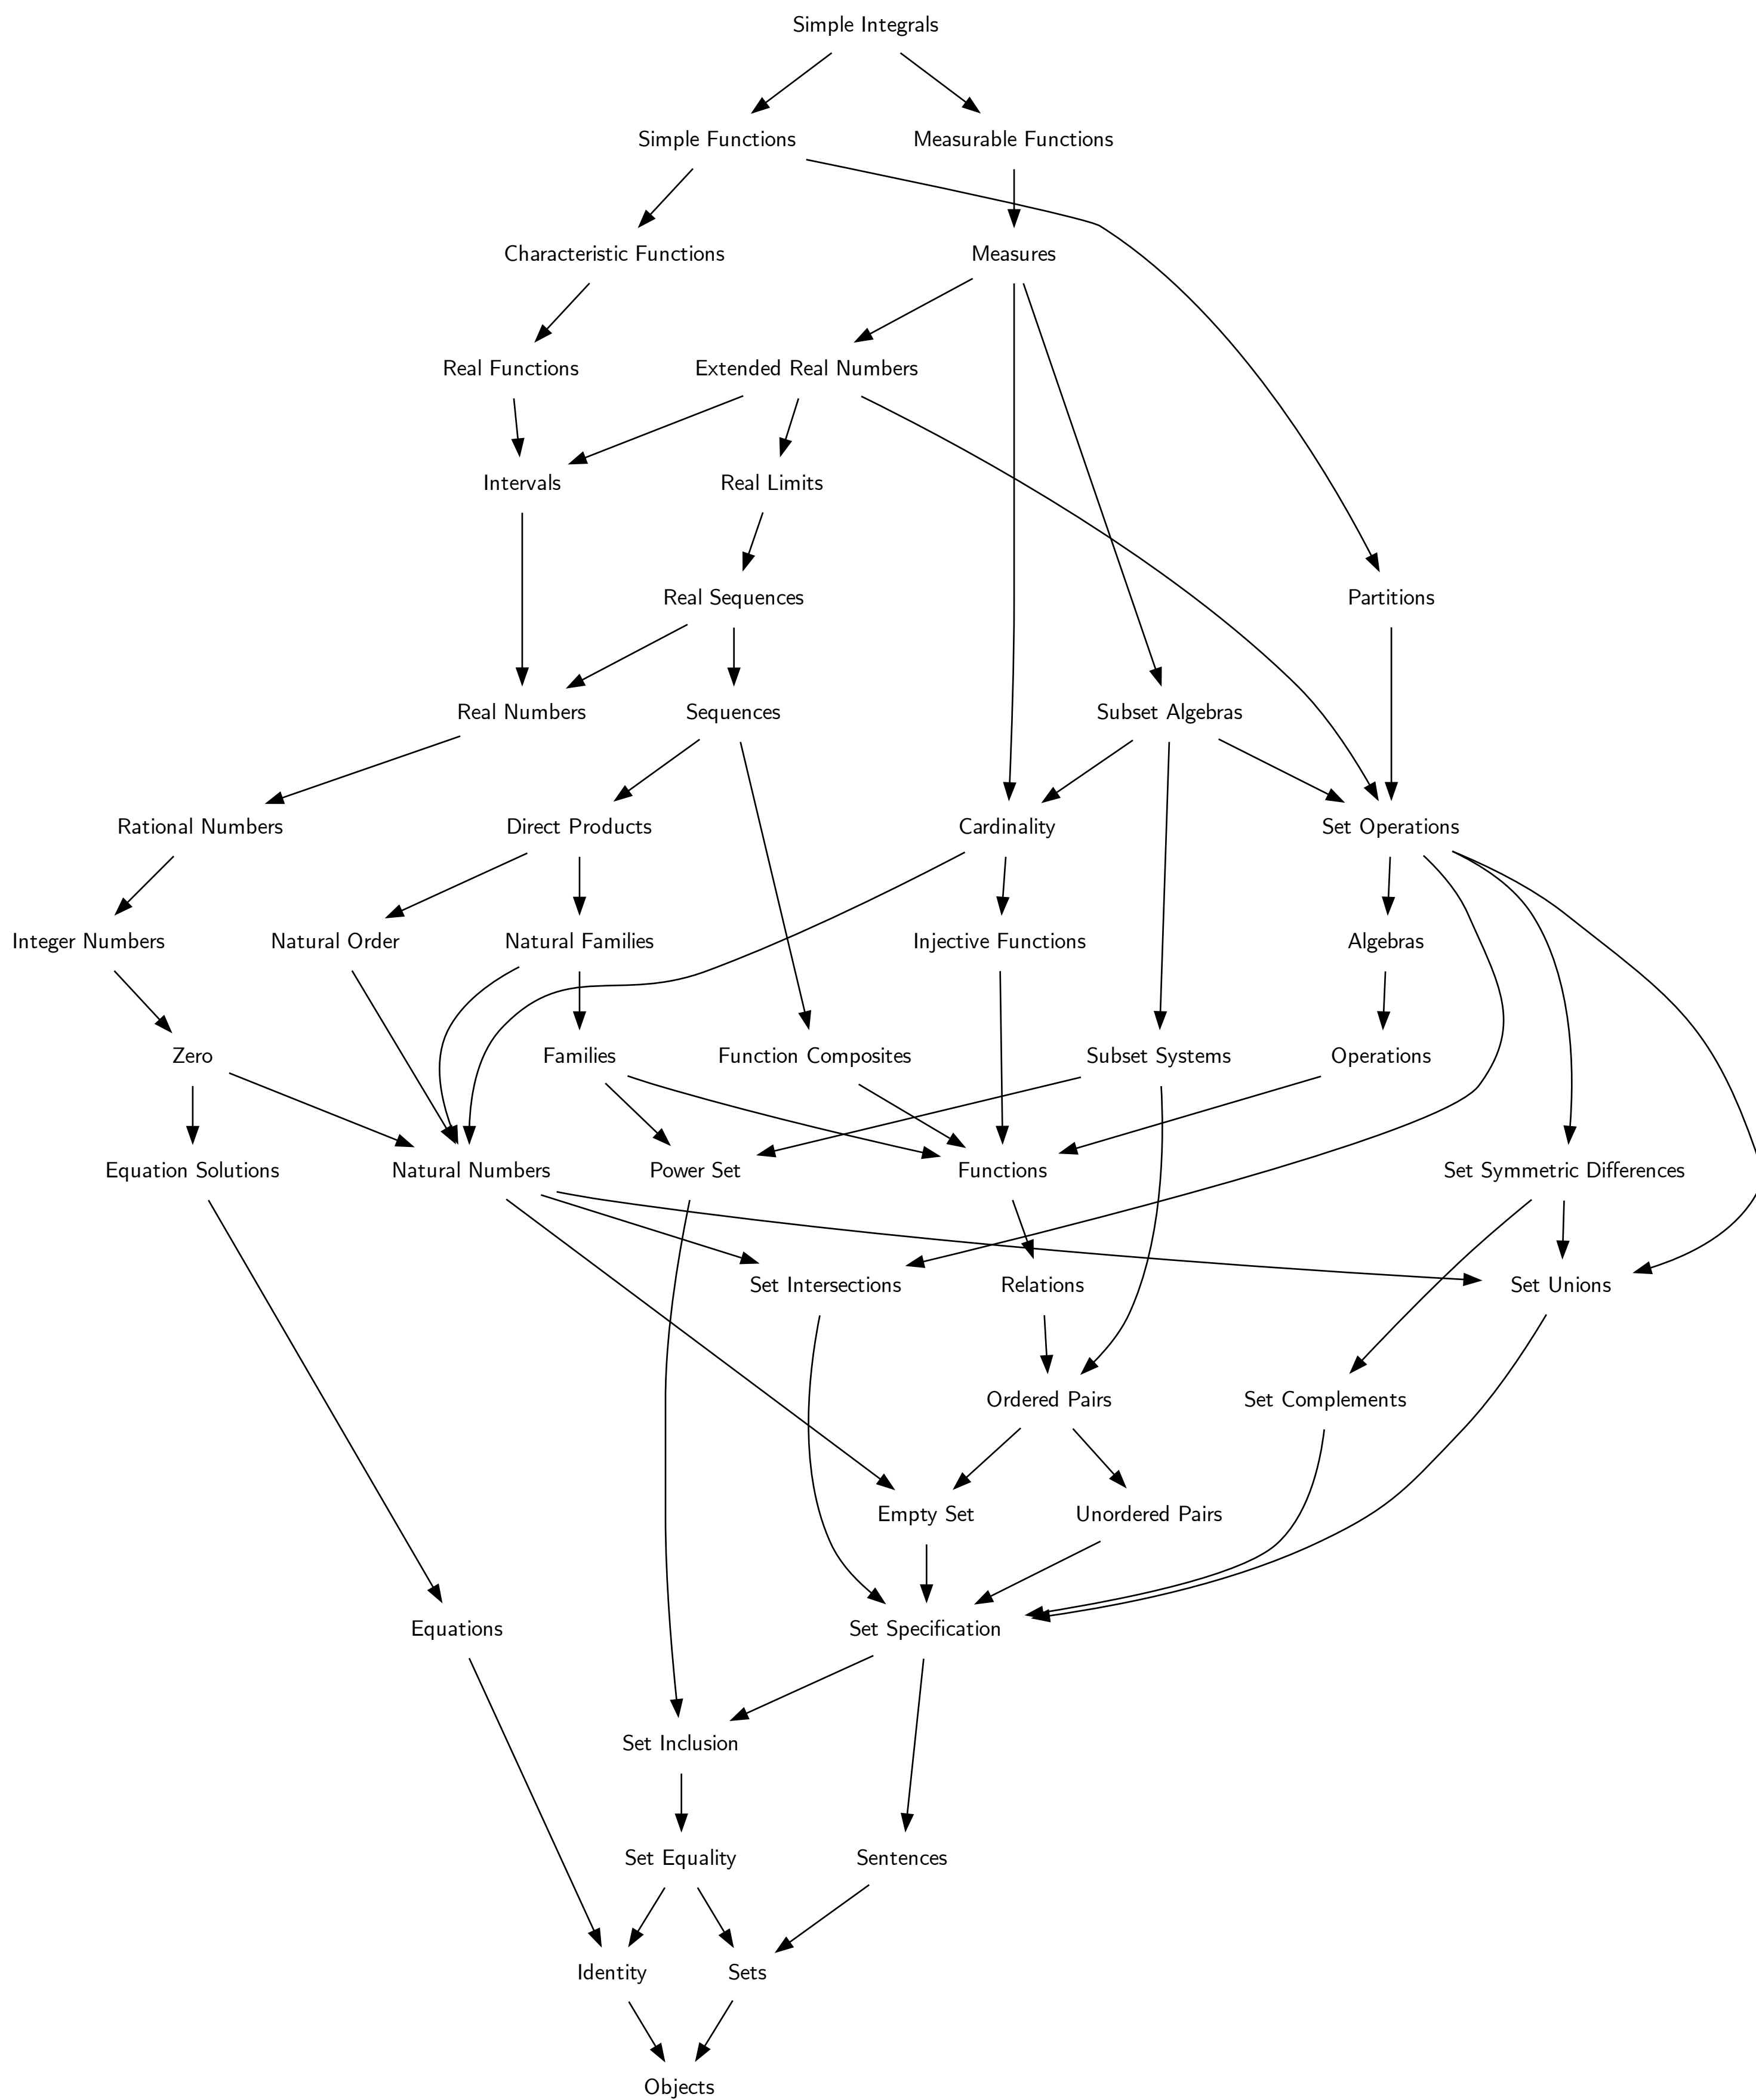 Simple Integrals
Simple Functions
Measurable Functions
Characteristic Functions
Measures
Real Functions
Extended Real Numbers
Intervals
Real Limits
Real Sequences
Partitions
Real Numbers
Sequences
Subset Algebras
Rational Numbers
Direct Products
Cardinality
Set Operations
Integer Numbers
Natural Order
Natural Families
Injective Functions
Algebras
Zero
Families
Function Composites
Subset Systems
Operations
Equation Solutions
Natural Numbers
Power Set
Functions
Set Symmetric Differences
Set Intersections
Relations
Set Unions
Ordered Pairs
Set Complements
Empty Set
Unordered Pairs
Equations
Set Specification
Set Inclusion
Set Equality
Sentences
Identity
Sets
Objects